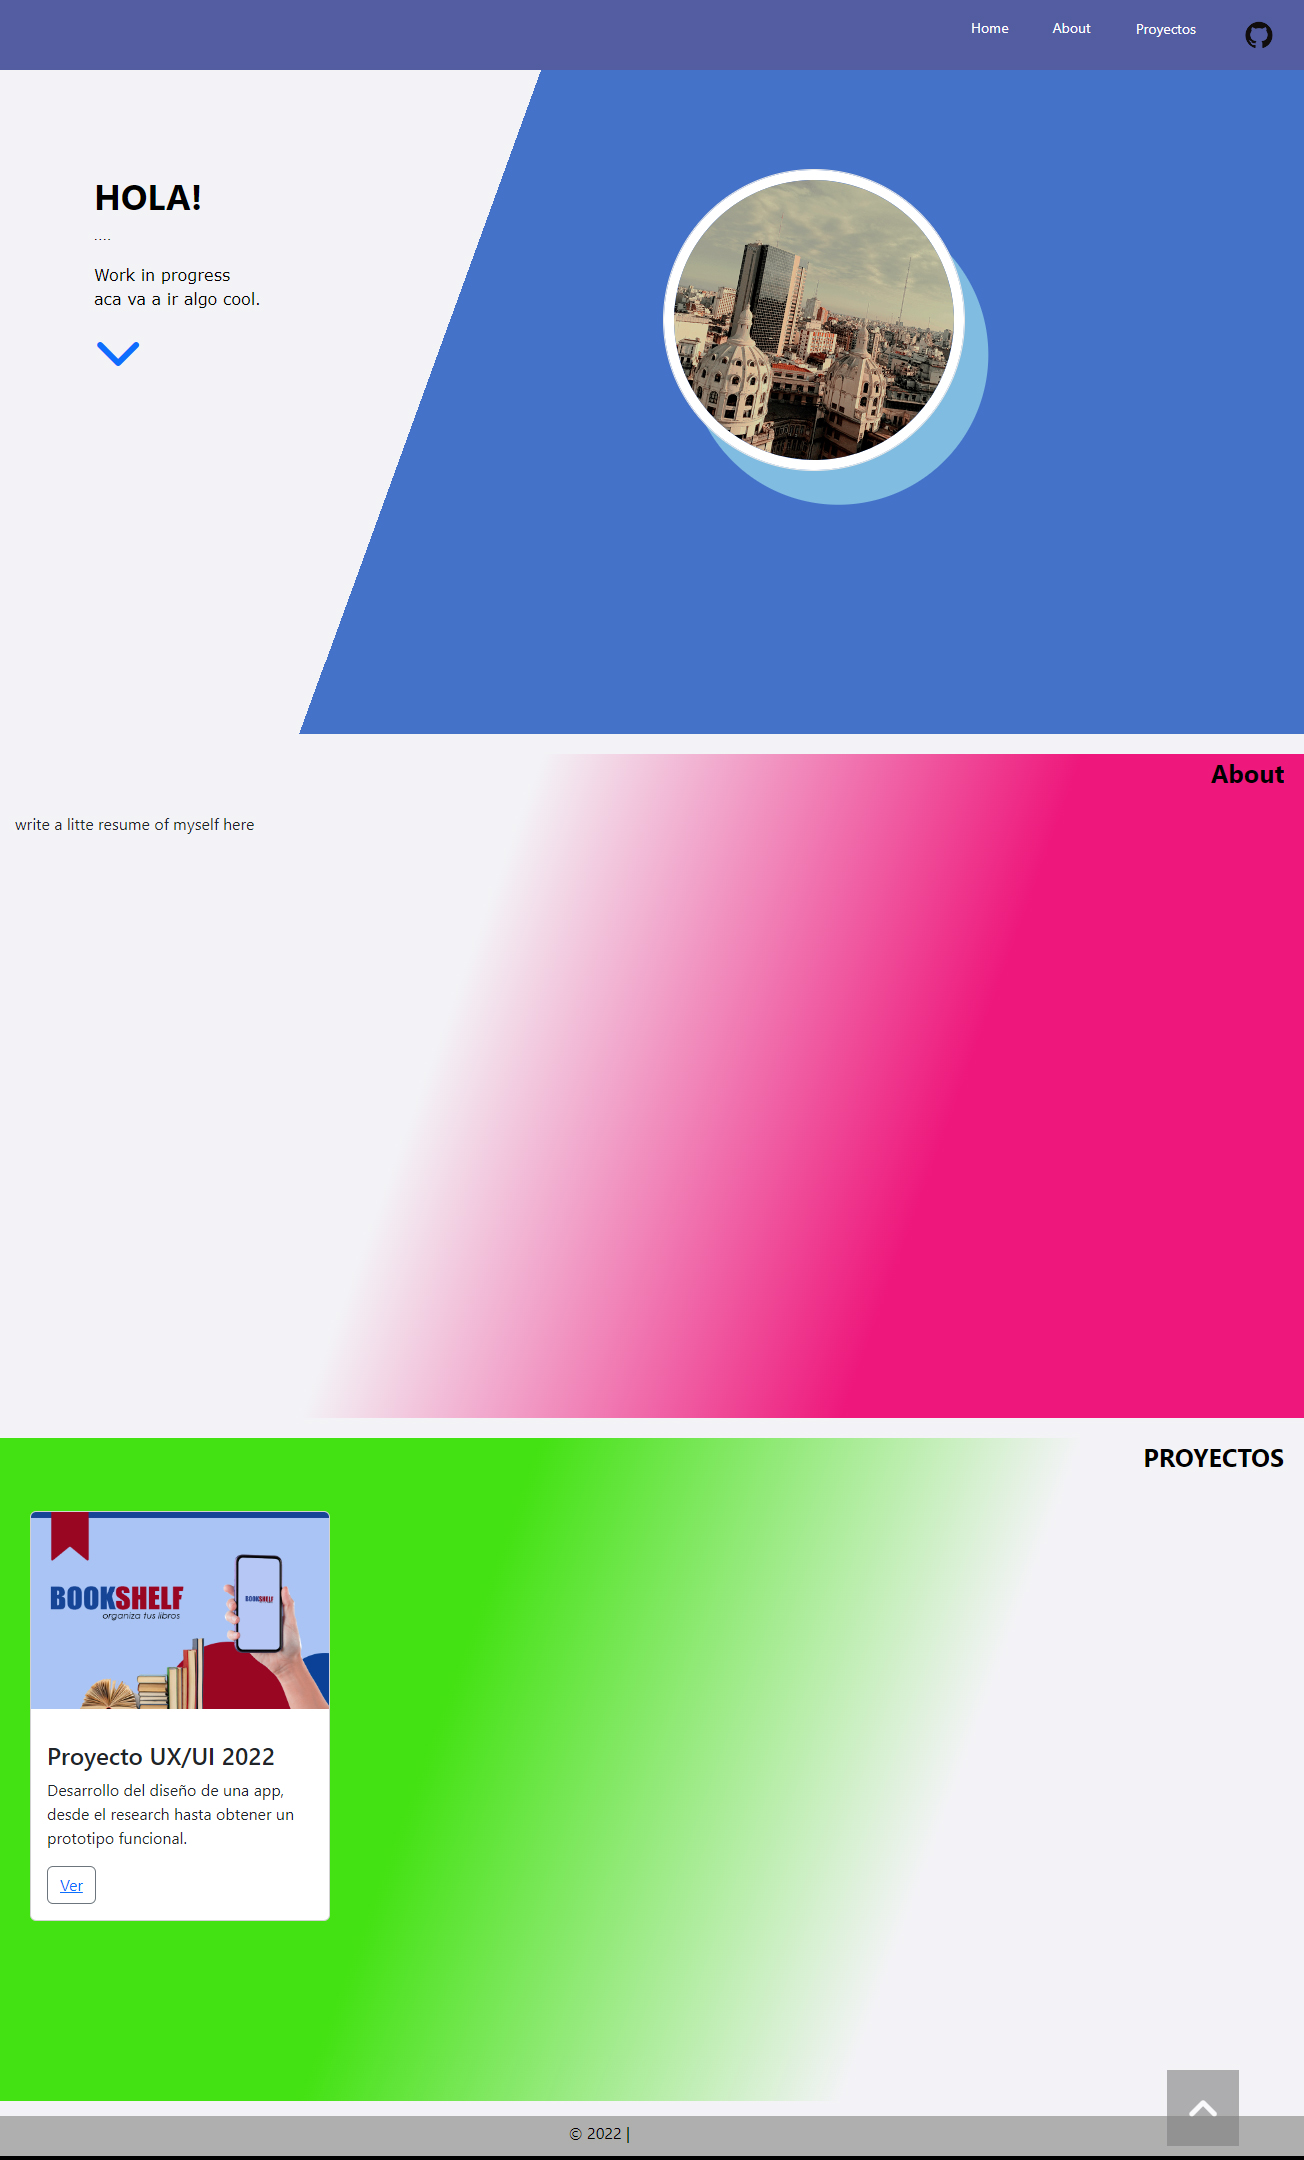 Home About Proyectos
HOLA!
....
Work in progress
aca va a ir algo cool.
About
write a litte resume of myself here
PROYECTOS
BOOKSHELF
organiza tus libros
BOOKSHELF
Proyecto UX/UI 2022
Desarrollo del diseño de una app,
desde el research hasta obtener un
prototipo funcional.
Ver
© 2022 |